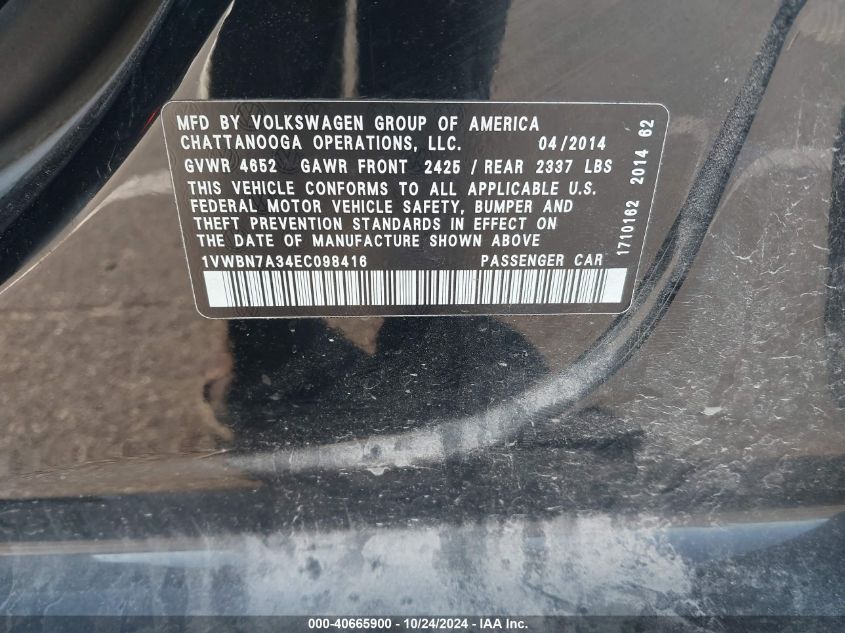 MFD BY VOLKSWAGEN GROUP OF AMERICA
CHATTANOOGA OPERATIONS, LLC. 04/2014
GVWR 4652 GAWR FRONT 2425 / REAR 2337 LBS
THIS VEHICLE CONFORMS TO ALL APPLICABLE U.S.
FEDERAL MOTOR VEHICLE SAFETY, BUMPER AND
THEFT PREVENTION STANDARDS IN EFFECT ON
THE DATE OF MANUFACTURE SHOWN ABOVE
1VWBN7A34EC098416 PASSENGER CAR
1710162 2014 62
000-40665900 - 10/24/2024 - IAA Inc.